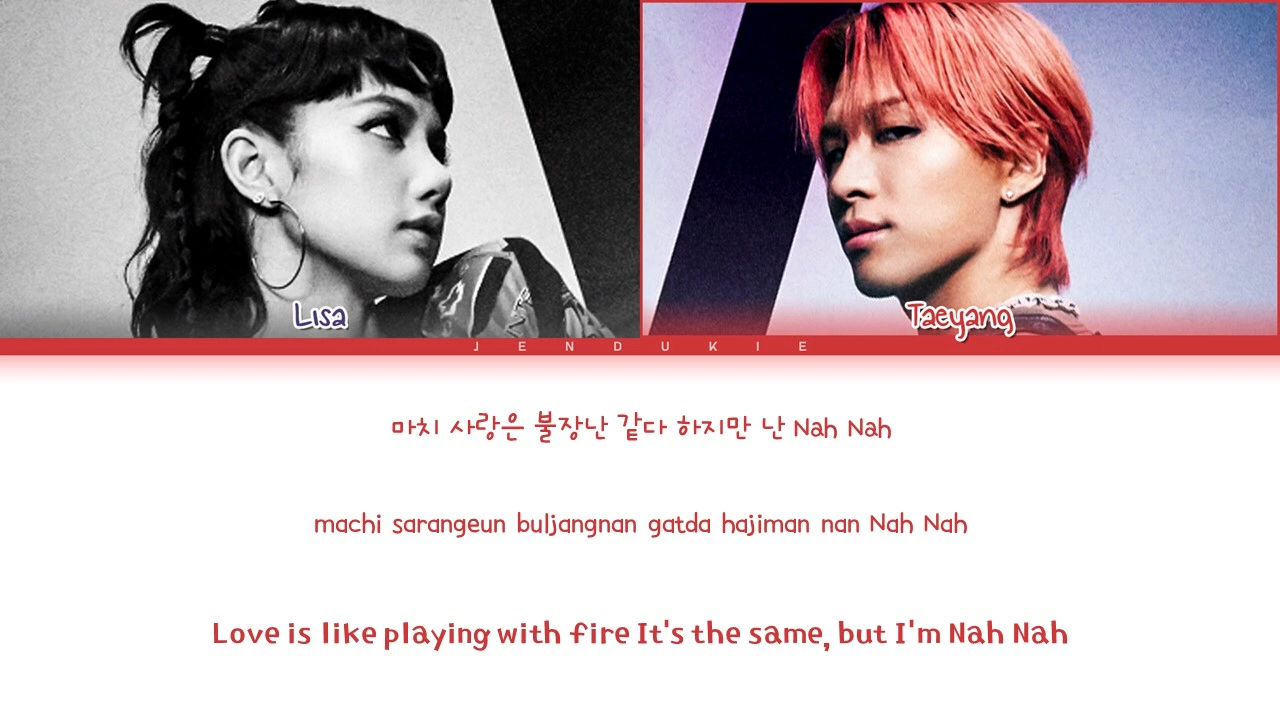 Lisa
Taeyang
JENDUKIE
마치 사랑은 불장난 같다 하지만 난 Nah Nah
machi sarangeun buljangnan gatda hajiman nan Nah Nah
Love is like playing with fire It's the same, but I'm Nah Nah